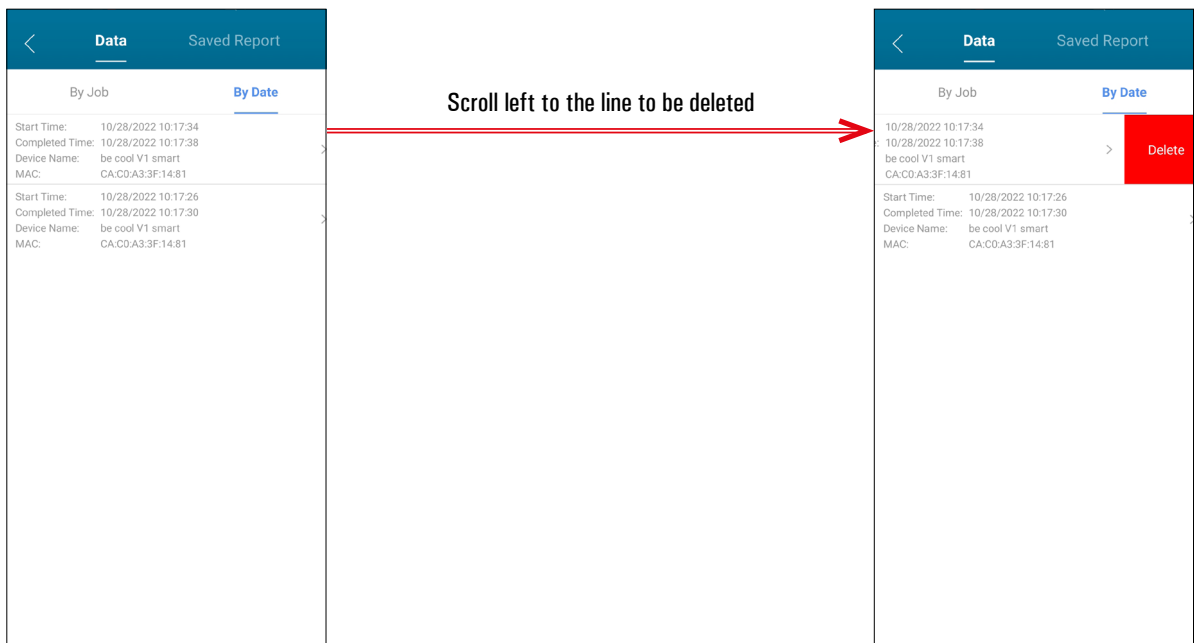 Data Saved Report
By Job By Date
Start Time: 10/28/2022 10:17:34
Completed Time: 10/28/2022 10:17:38
Device Name: be cool V1 smart
MAC: CA:C0:A3:3F:14:81
Start Time: 10/28/2022 10:17:26
Completed Time: 10/28/2022 10:17:30
Device Name: be cool V1 smart
MAC: CA:C0:A3:3F:14:81
Scroll left to the line to be deleted
Data Saved Report
By Job By Date
10/28/2022 10:17:34
: 10/28/2022 10:17:38
be cool V1 smart
CA:C0:A3:3F:14:81
Delete
Start Time: 10/28/2022 10:17:26
Completed Time: 10/28/2022 10:17:30
Device Name: be cool V1 smart
MAC: CA:C0:A3:3F:14:81